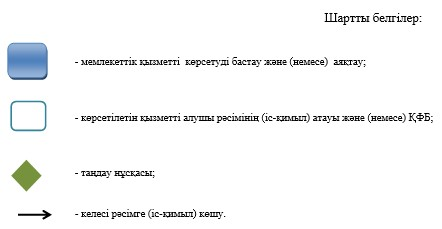 Шартты белгілер:
- мемлекеттік қызметті көрсетуді бастау және (немесе) аяқтау;
- көрсетілетін қызметті алушы рәсімінің (іс-қимыл) атауы және (немесе) ҚФБ;
- таңдау нұсқасы;
- келесі рәсімге (іс-қимыл) көшу.